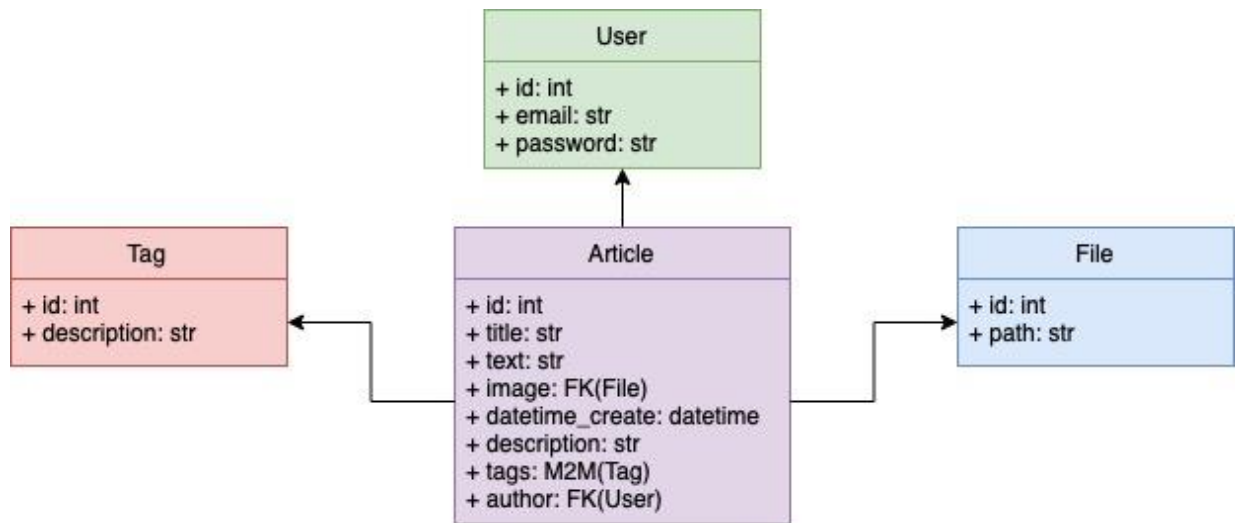 User
+ id: int
+ email: str
+ password: str
Tag
+ id: int
+ description: str
Article
+ id: int
+ title: str
+ text: str
+ image: FK(File)
+ datetime_create: datetime
+ description: str
+ tags: M2M(Tag)
+ author: FK(User)
File
+ id: int
+ path: str